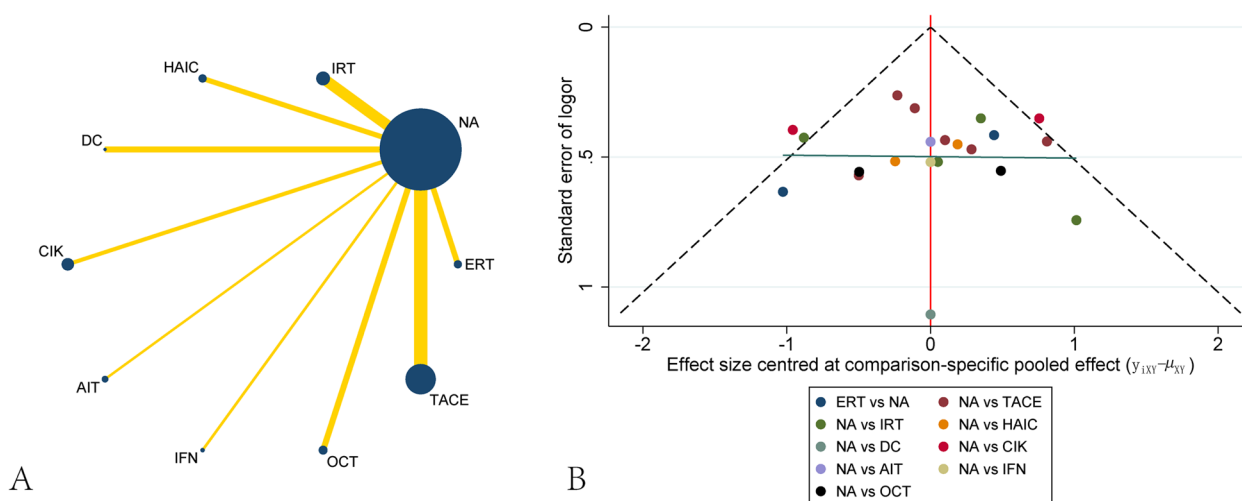 HAIC
IRT
NA
DC
CIK
ERT
AIT
TACE
IFN
OCT
A
0
.5
1
Standard error of logor
-2
-1
0
1
2
Effect size centred at comparison-specific pooled effect (yiXY-μXY)
ERT vs NA
NA vs TACE
NA vs IRT
NA vs HAIC
NA vs DC
NA vs CIK
NA vs AIT
NA vs IFN
NA vs OCT
B